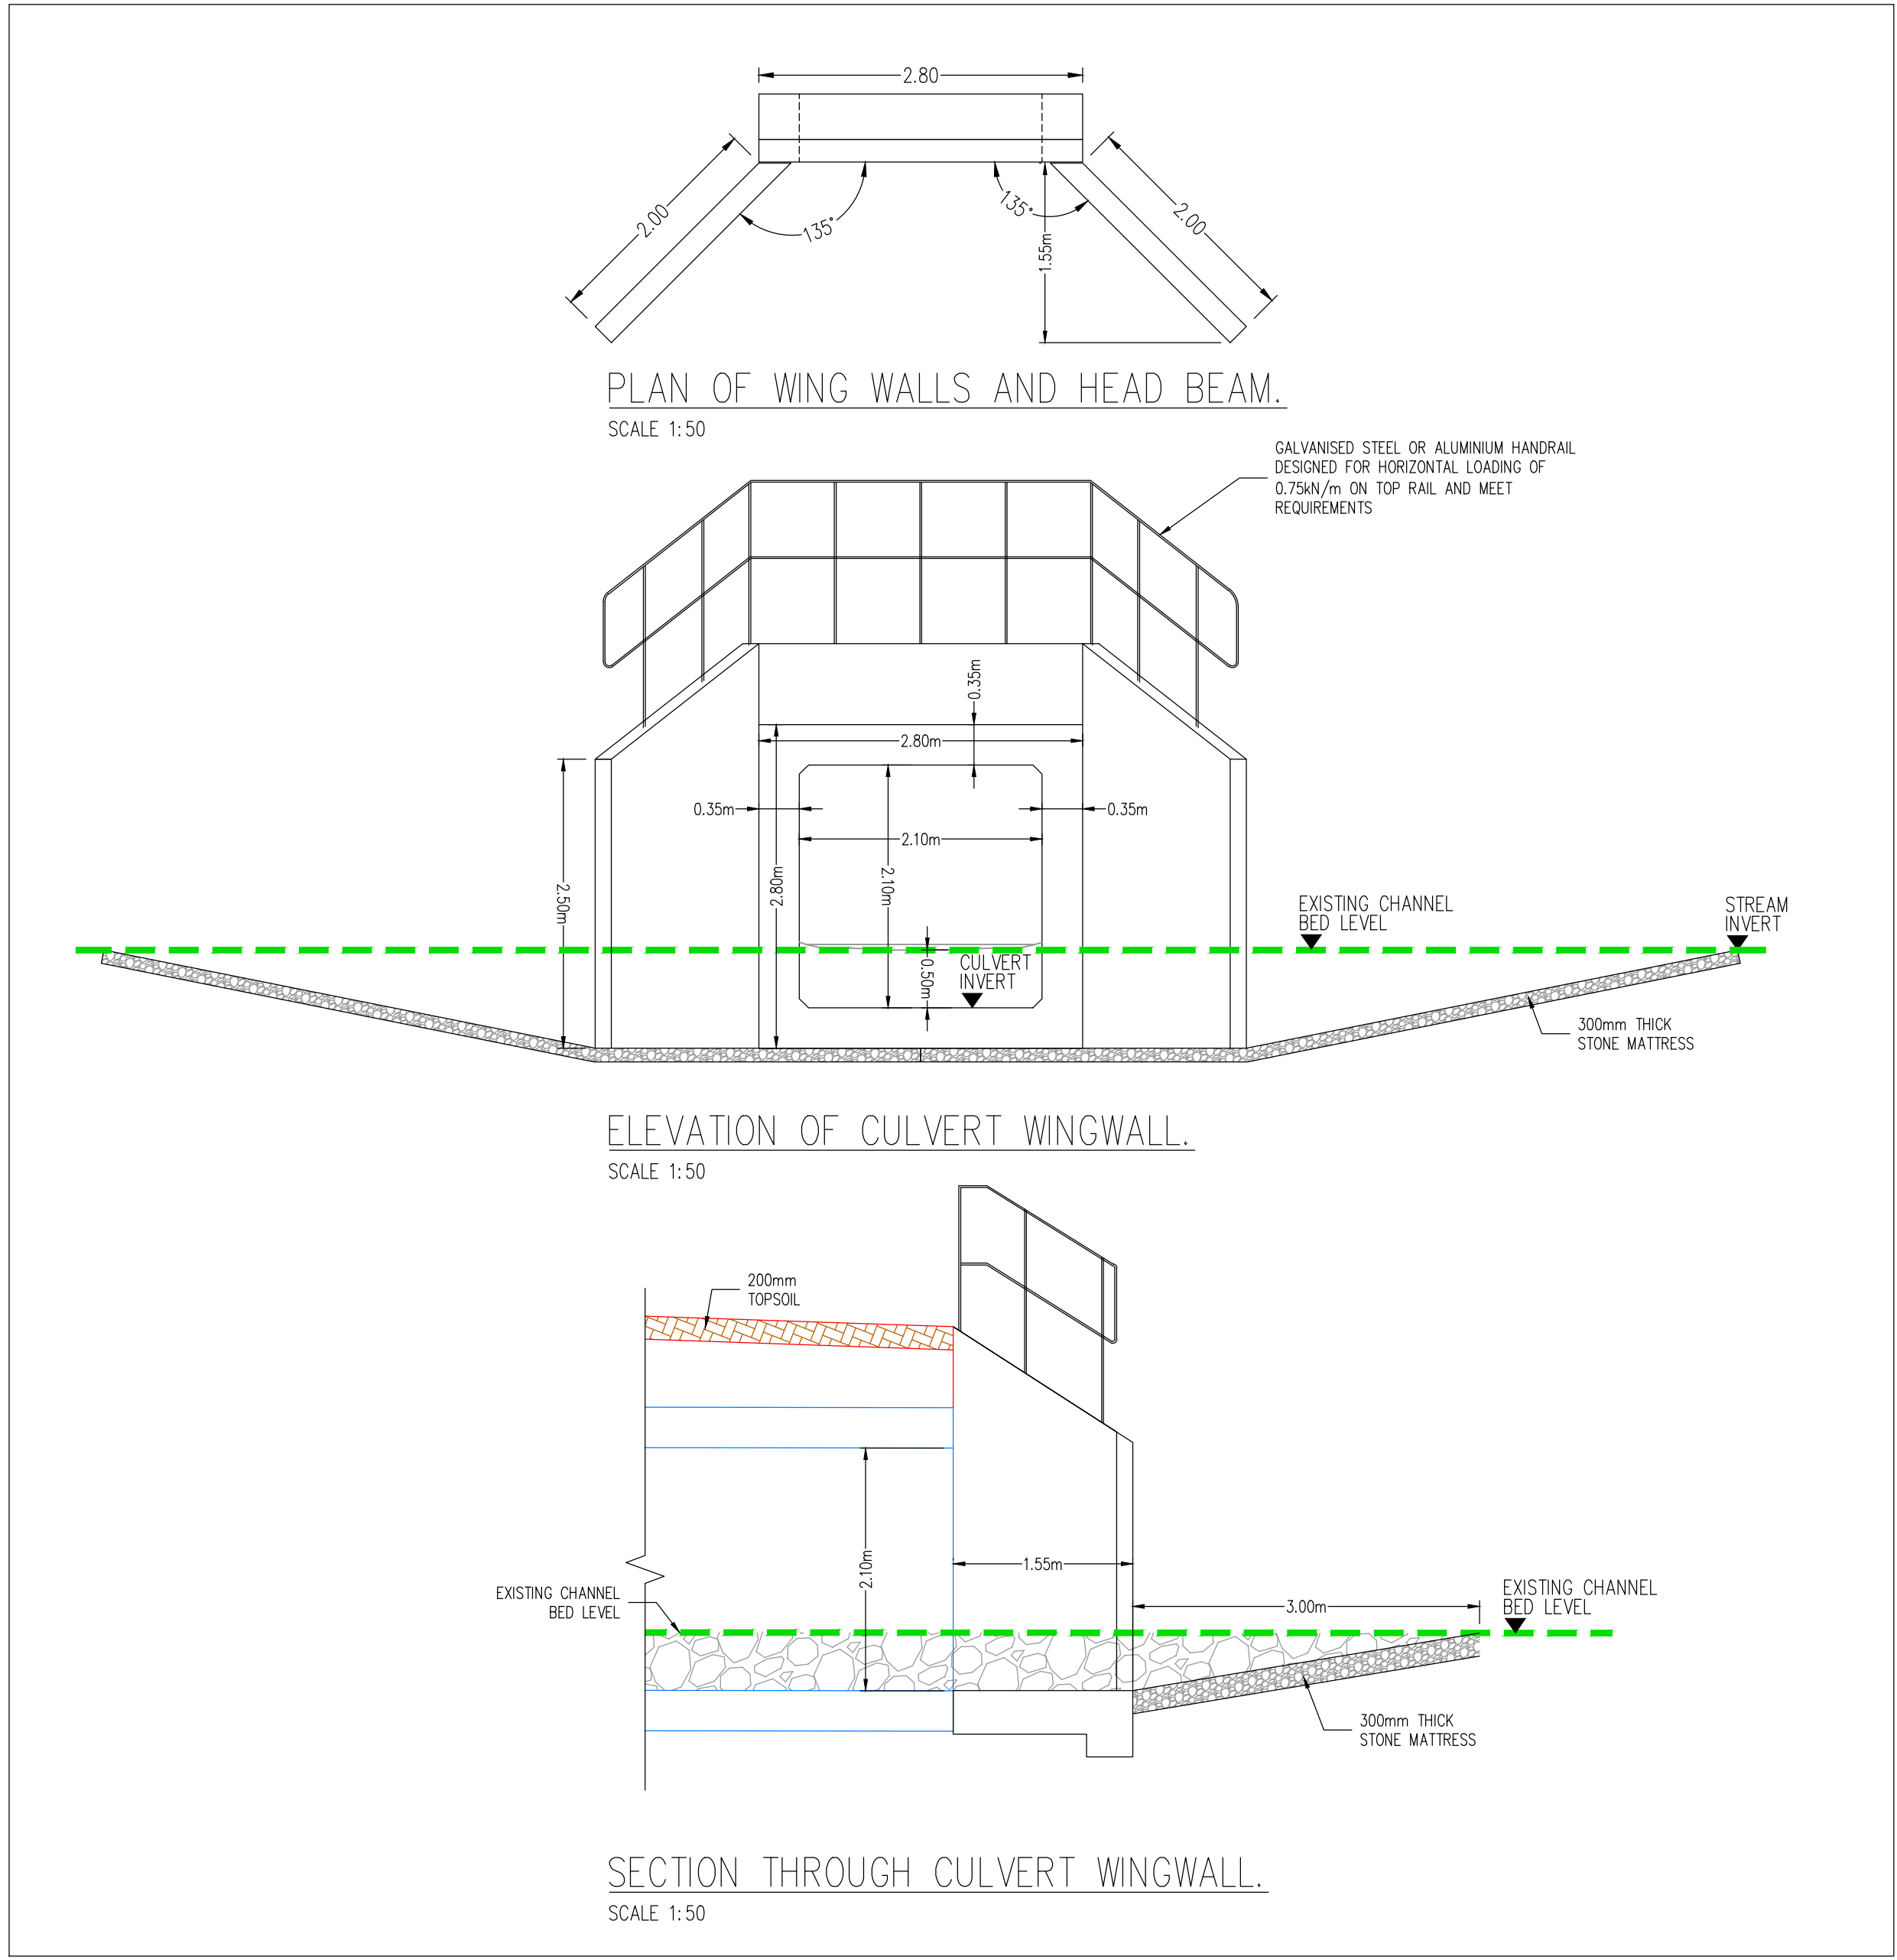 2.80
2.00
2.00
135°
135°
1.55m
PLAN OF WING WALLS AND HEAD BEAM.
SCALE 1:50
GALVANISED STEEL OR ALUMINIUM HANDRAIL
DESIGNED FOR HORIZONTAL LOADING OF
0.75kN/m ON TOP RAIL AND MEET
REQUIREMENTS
0.35m
2.80m
0.35m
0.35m
2.10m
2.50m
2.80m
2.10m
EXISTING CHANNEL
BED LEVEL
STREAM
INVERT
0.50m
CULVERT
INVERT
300mm THICK
STONE MATTRESS
ELEVATION OF CULVERT WINGWALL.
SCALE 1:50
200mm
TOPSOIL
2.10m
1.55m
EXISTING CHANNEL
BED LEVEL
3.00m
EXISTING CHANNEL
BED LEVEL
300mm THICK
STONE MATTRESS
SECTION THROUGH CULVERT WINGWALL.
SCALE 1:50